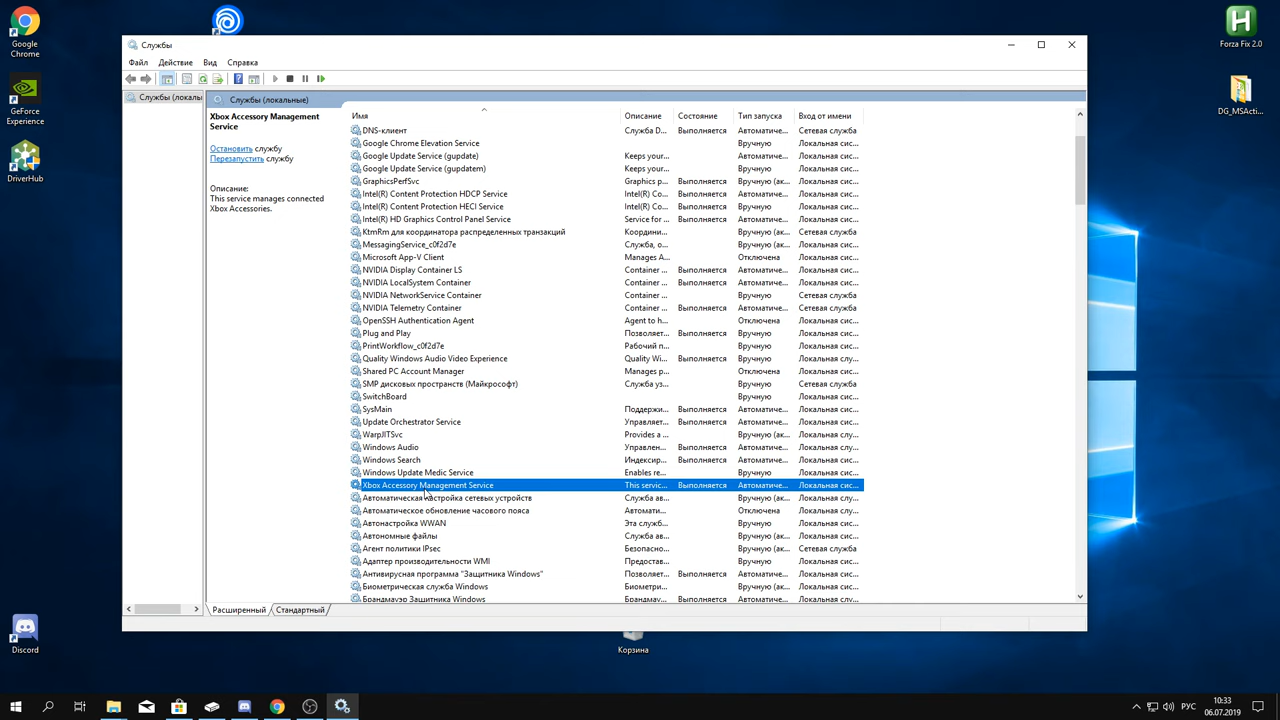 Google
Chrome
GeForce
Experience
DriverHub
Discord
Корзина
Forza Fix 2.0
DG_MSActi...
Службы
Файл Действие Вид Справка
Службы (локалы
Службы (локальные)
Xbox Accessory Management
Service
Остановить службу
Перезапустить службу
Описание:
This service manages connected
Xbox Accessories.
Имя Описание Состояние Тип запуска Вход от имени
DNS-клиент Служба D... Выполняется Автоматиче... Сетевая служба
Google Chrome Elevation Service Вручную Локальная сис...
Google Update Service (gupdate) Keeps your... Автоматиче... Локальная сис...
Google Update Service (gupdatem) Keeps your... Вручную Локальная сис...
GraphicsPerfSvc Graphics p... Выполняется Вручную (ак... Локальная сис...
Intel(R) Content Protection HDCP Service Intel(R) Co... Выполняется Автоматиче... Локальная сис...
Intel(R) Content Protection HECI Service Intel(R) Co... Выполняется Вручную Локальная сис...
Intel(R) HD Graphics Control Panel Service Service for ... Выполняется Автоматиче... Локальная сис...
KtmRm для координатора распределенных транзакций Координи... Вручную (ак... Сетевая служба
MessagingService_c0f2d7e Служба, о... Вручную (ак... Локальная сис...
Microsoft App-V Client Manages A... Отключена Локальная сис...
NVIDIA Display Container LS Container ... Выполняется Автоматиче... Локальная сис...
NVIDIA LocalSystem Container Container ... Выполняется Автоматиче... Локальная сис...
NVIDIA NetworkService Container Container ... Вручную Сетевая служба
NVIDIA Telemetry Container Container ... Выполняется Автоматиче... Сетевая служба
OpenSSH Authentication Agent Agent to h... Отключена Локальная сис...
Plug and Play Позволяет... Выполняется Вручную Локальная сис...
PrintWorkflow_c0f2d7e Рабочий п... Вручную Локальная сис...
Quality Windows Audio Video Experience Quality Wi... Выполняется Вручную Локальная слу...
Shared PC Account Manager Manages p... Отключена Локальная сис...
SMP дисковых пространств (Майкрософт) Служба уз... Вручную Сетевая служба
SwitchBoard Вручную Локальная сис...
SysMain Поддержи... Выполняется Автоматиче... Локальная сис...
Update Orchestrator Service Управляет... Выполняется Автоматиче... Локальная сис...
WarpJITSvc Provides a ... Вручную (ак... Локальная слу...
Windows Audio Управлен... Выполняется Автоматиче... Локальная слу...
Windows Search Индексир... Выполняется Автоматиче... Локальная сис...
Windows Update Medic Service Enables re... Вручную Локальная сис...
Xbox Accessory Management Service This servic... Выполняется Автоматиче... Локальная сис...
Автоматическая настройка сетевых устройств Служба ав... Вручную (ак... Локальная слу...
Автоматическое обновление часового пояса Автомати... Отключена Локальная слу...
Автонастройка WWAN Эта служб... Вручную Локальная сис...
Автономные файлы Служба ав... Вручную (ак... Локальная сис...
Агент политики IPsec Безопасно... Вручную (ак... Сетевая служба
Адаптер производительности WMI Предостав... Вручную Локальная сис...
Антивирусная программа "Защитника Windows" Позволяет... Выполняется Автоматиче... Локальная сис...
Биометрическая служба Windows Биометри... Вручную (ак... Локальная сис...
Брандмауэр Защитника Windows Брандмау... Выполняется Автоматиче... Локальная слу...
Расширенный Стандартный
РУС
10:33
06.07.2019